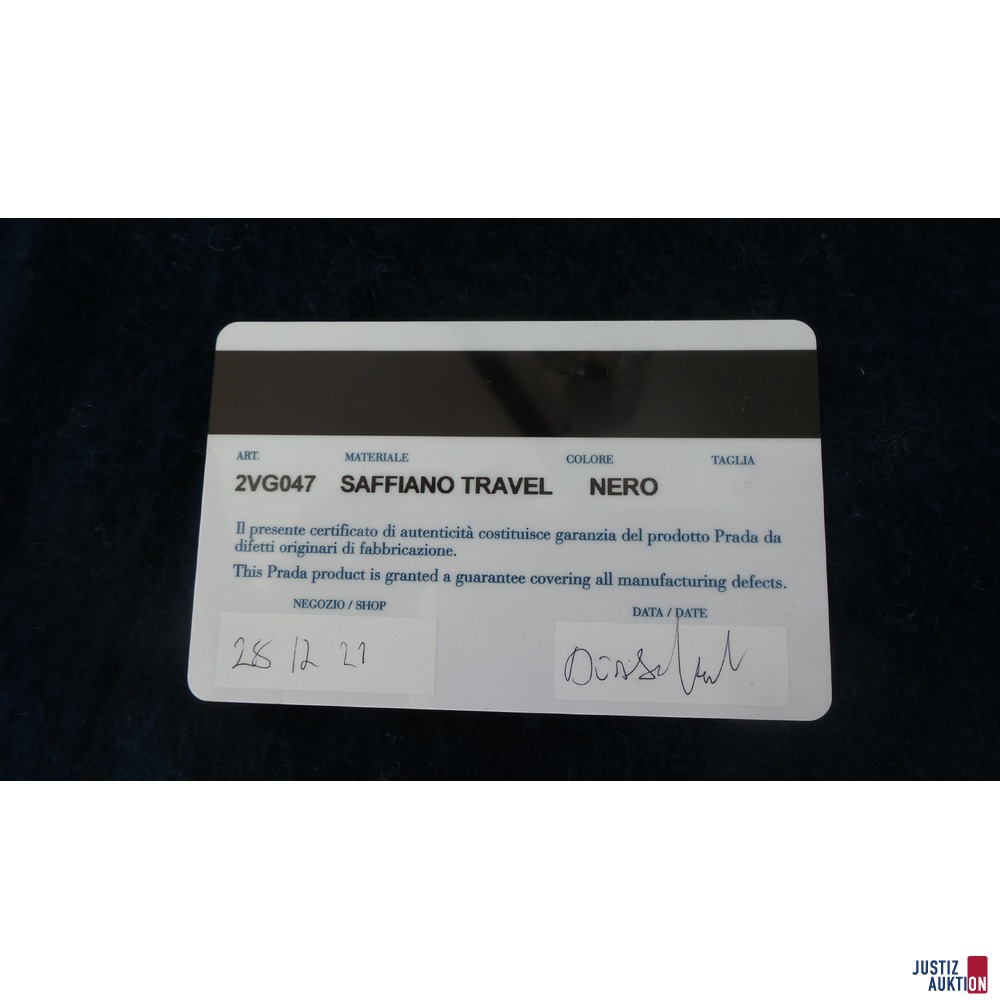 ART. MATERIALE COLORE TAGLIA
2VG047 SAFFIANO TRAVEL NERO
Il presente certificato di autenticità costituisce garanzia del prodotto Prada da
difetti originari di fabbricazione.
This Prada product is granted a guarantee covering all manufacturing defects.
NEGOZIO / SHOP DATA / DATE
28 12 21
JUSTIZ
AUKTION